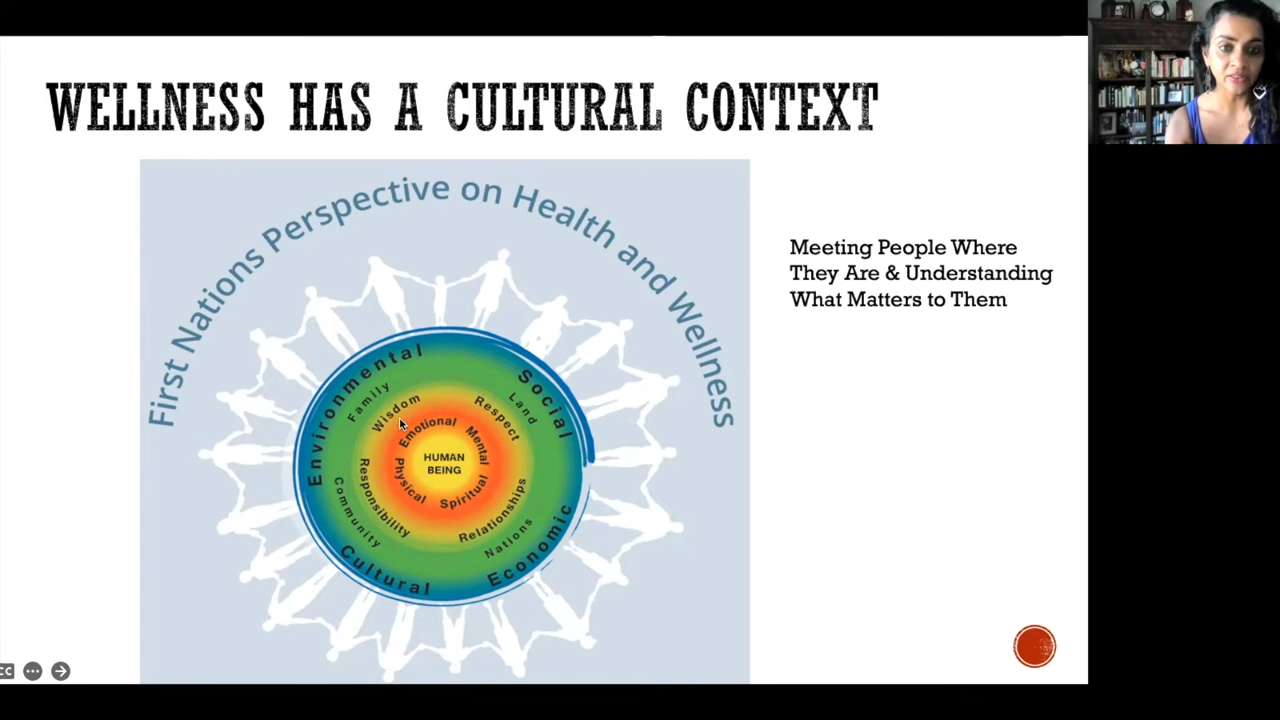 WELLNESS HAS A CULTURAL CONTEXT
First Nations Perspective on Health and Wellness
Meeting People Where
They Are & Understanding
What Matters to Them
Environmental
Social
Economic
Cultural
Family
Land
Nations
Community
Wisdom
Respect
Relationships
Responsibility
Emotional
Mental
Spiritual
Physical
HUMAN
BEING
CC